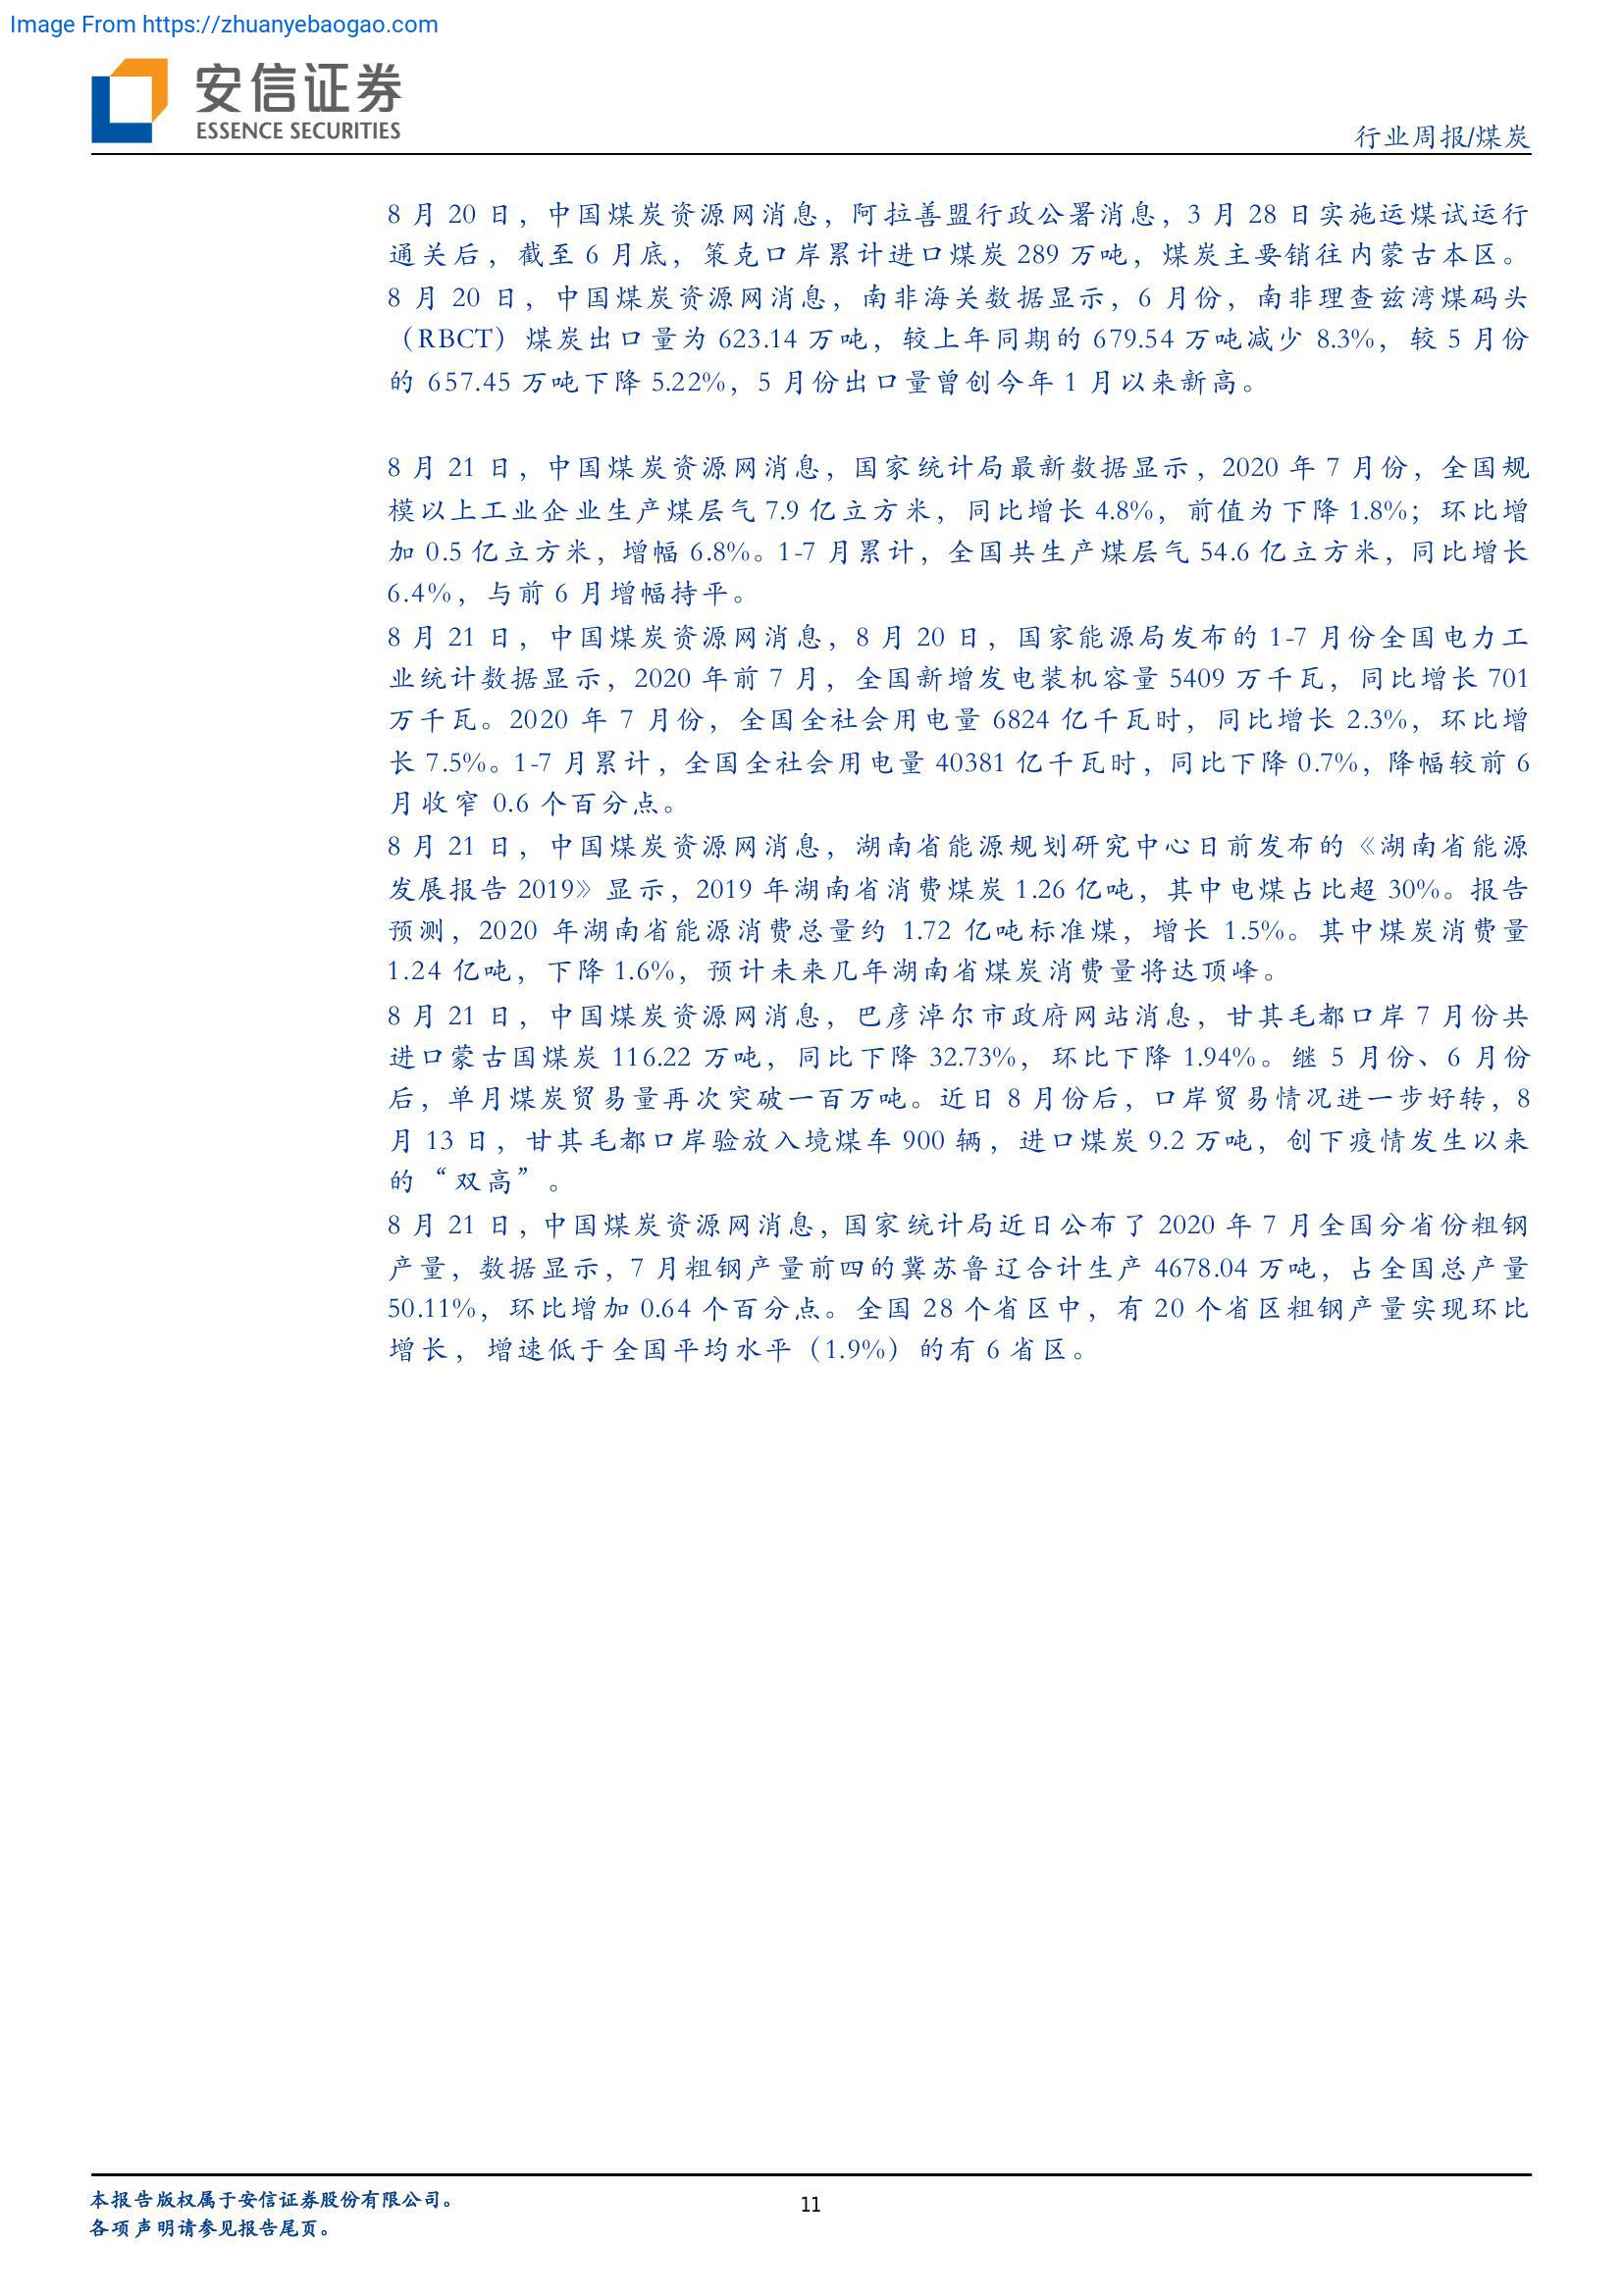 Image From https://zhuanyebaogao.com
安信证券
ESSENCE SECURITIES
行业周报/煤炭
8 月 20 日，中国煤炭资源网消息，阿拉善盟行政公署消息，3 月 28 日实施运煤试运行
通关后，截至 6 月底，策克口岸累计进口煤炭 289 万吨，煤炭主要销往内蒙古本区。
8 月 20 日，中国煤炭资源网消息，南非海关数据显示，6 月份，南非理查兹湾煤码头
（RBCT）煤炭出口量为 623.14 万吨，较上年同期的 679.54 万吨减少 8.3%，较 5 月份
的 657.45 万吨下降 5.22%，5 月份出口量曾创今年 1 月以来新高。
8 月 21 日，中国煤炭资源网消息，国家统计局最新数据显示，2020 年 7 月份，全国规
模以上工业企业生产煤层气 7.9 亿立方米，同比增长 4.8%，前值为下降 1.8%；环比增
加 0.5 亿立方米，增幅 6.8%。1-7 月累计，全国共生产煤层气 54.6 亿立方米，同比增长
6.4%，与前 6 月增幅持平。
8 月 21 日，中国煤炭资源网消息，8 月 20 日，国家能源局发布的 1-7 月份全国电力工
业统计数据显示，2020 年前 7 月，全国新增发电装机容量 5409 万千瓦，同比增长 701
万千瓦。2020 年 7 月份，全国全社会用电量 6824 亿千瓦时，同比增长 2.3%，环比增
长 7.5%。1-7 月累计，全国全社会用电量 40381 亿千瓦时，同比下降 0.7%，降幅较前 6
月收窄 0.6 个百分点。
8 月 21 日，中国煤炭资源网消息，湖南省能源规划研究中心日前发布的《湖南省能源
发展报告 2019》显示，2019 年湖南省消费煤炭 1.26 亿吨，其中电煤占比超 30%。报告
预测，2020 年湖南省能源消费总量约 1.72 亿吨标准煤，增长 1.5%。其中煤炭消费量
1.24 亿吨，下降 1.6%，预计未来几年湖南省煤炭消费量将达顶峰。
8 月 21 日，中国煤炭资源网消息，巴彦淖尔市政府网站消息，甘其毛都口岸 7 月份共
进口蒙古国煤炭 116.22 万吨，同比下降 32.73%，环比下降 1.94%。继 5 月份、6 月份
后，单月煤炭贸易量再次突破一百万吨。近日 8 月份后，口岸贸易情况进一步好转，8
月 13 日，甘其毛都口岸验放入境煤车 900 辆，进口煤炭 9.2 万吨，创下疫情发生以来
的“双高”。
8 月 21 日，中国煤炭资源网消息，国家统计局近日公布了 2020 年 7 月全国分省份粗钢
产量，数据显示，7 月粗钢产量前四的冀苏鲁辽合计生产 4678.04 万吨，占全国总产量
50.11%，环比增加 0.64 个百分点。全国 28 个省区中，有 20 个省区粗钢产量实现环比
增长，增速低于全国平均水平（1.9%）的有 6 省区。
本报告版权属于安信证券股份有限公司。
各项声明请参见报告尾页。
11